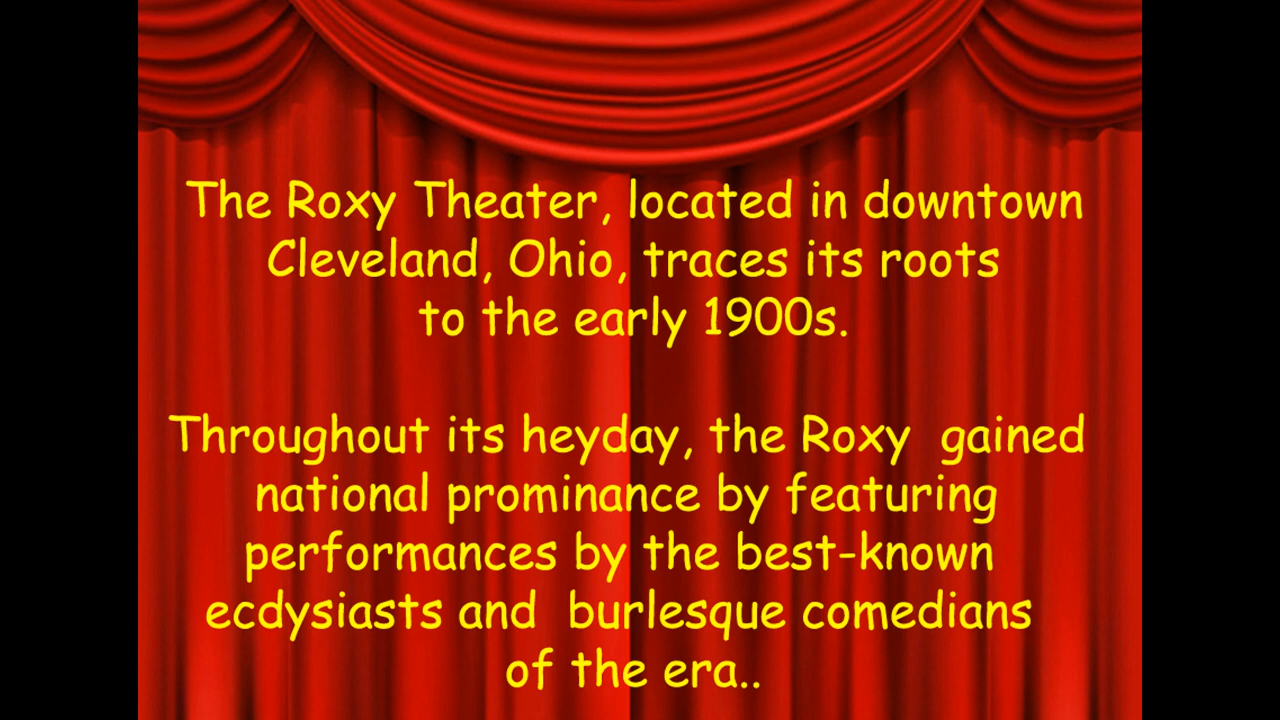 The Roxy Theater, located in downtown
Cleveland, Ohio, traces its roots
to the early 1900s.
Throughout its heyday, the Roxy  gained
national prominance by featuring
performances by the best-known
ecdysiasts and  burlesque comedians
of the era..